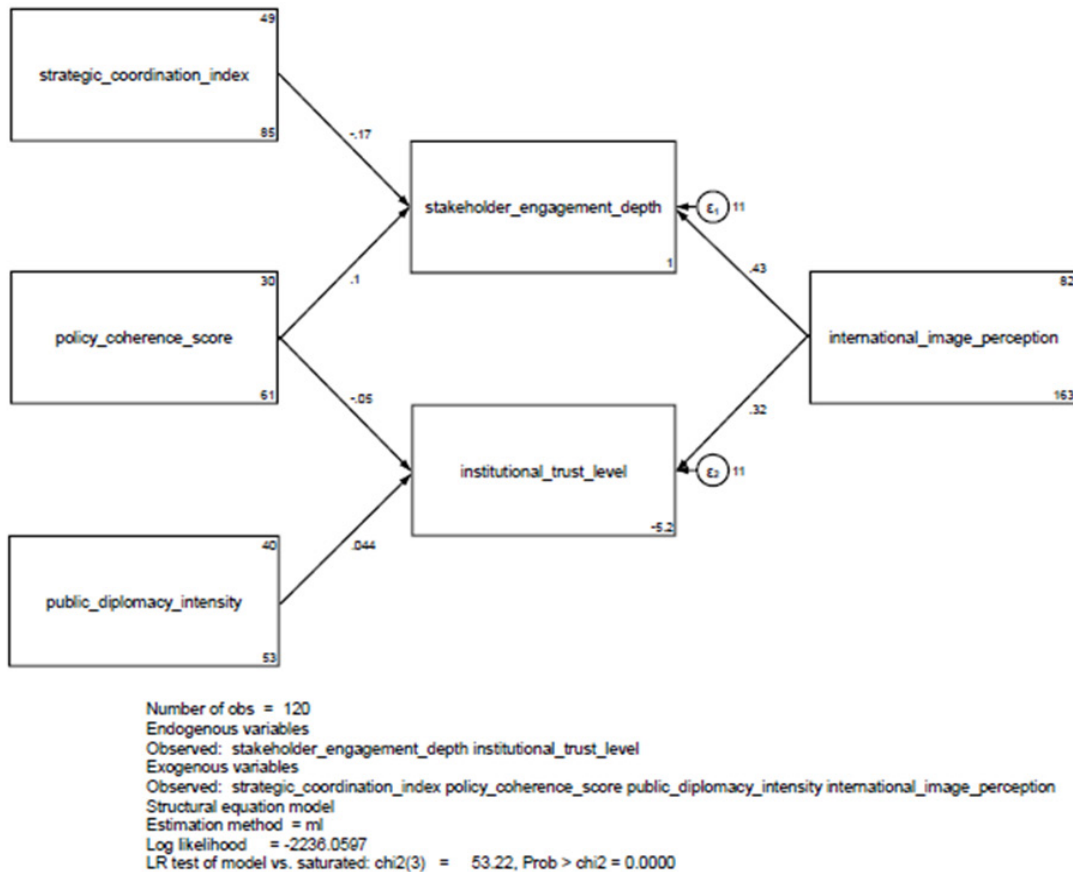 49
strategic_coordination_index
85
-.17
stakeholder_engagement_depth
ε₁ 11
1
.1
.43
30
policy_coherence_score
61
82
international_image_perception
163
-.05
.32
institutional_trust_level
ε₂ 11
-5.2
.044
40
public_diplomacy_intensity
53
Number of obs = 120
Endogenous variables
Observed: stakeholder_engagement_depth institutional_trust_level
Exogenous variables
Observed: strategic_coordination_index policy_coherence_score public_diplomacy_intensity international_image_perception
Structural equation model
Estimation method = ml
Log likelihood = -2236.0597
LR test of model vs. saturated: chi2(3) = 53.22, Prob > chi2 = 0.0000